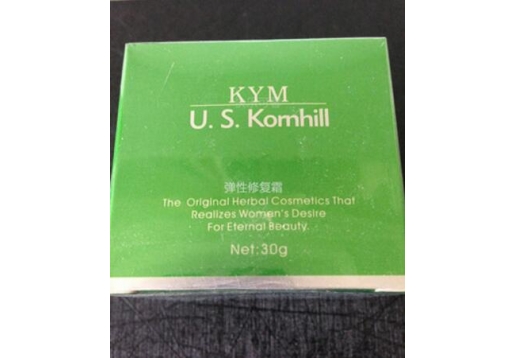 KYM
U. S. Kornhill
弹性修复霜
The Original Herbal Cosmetics That
Realizes Women's Desire
For Eternal Beauty.
Net:30g